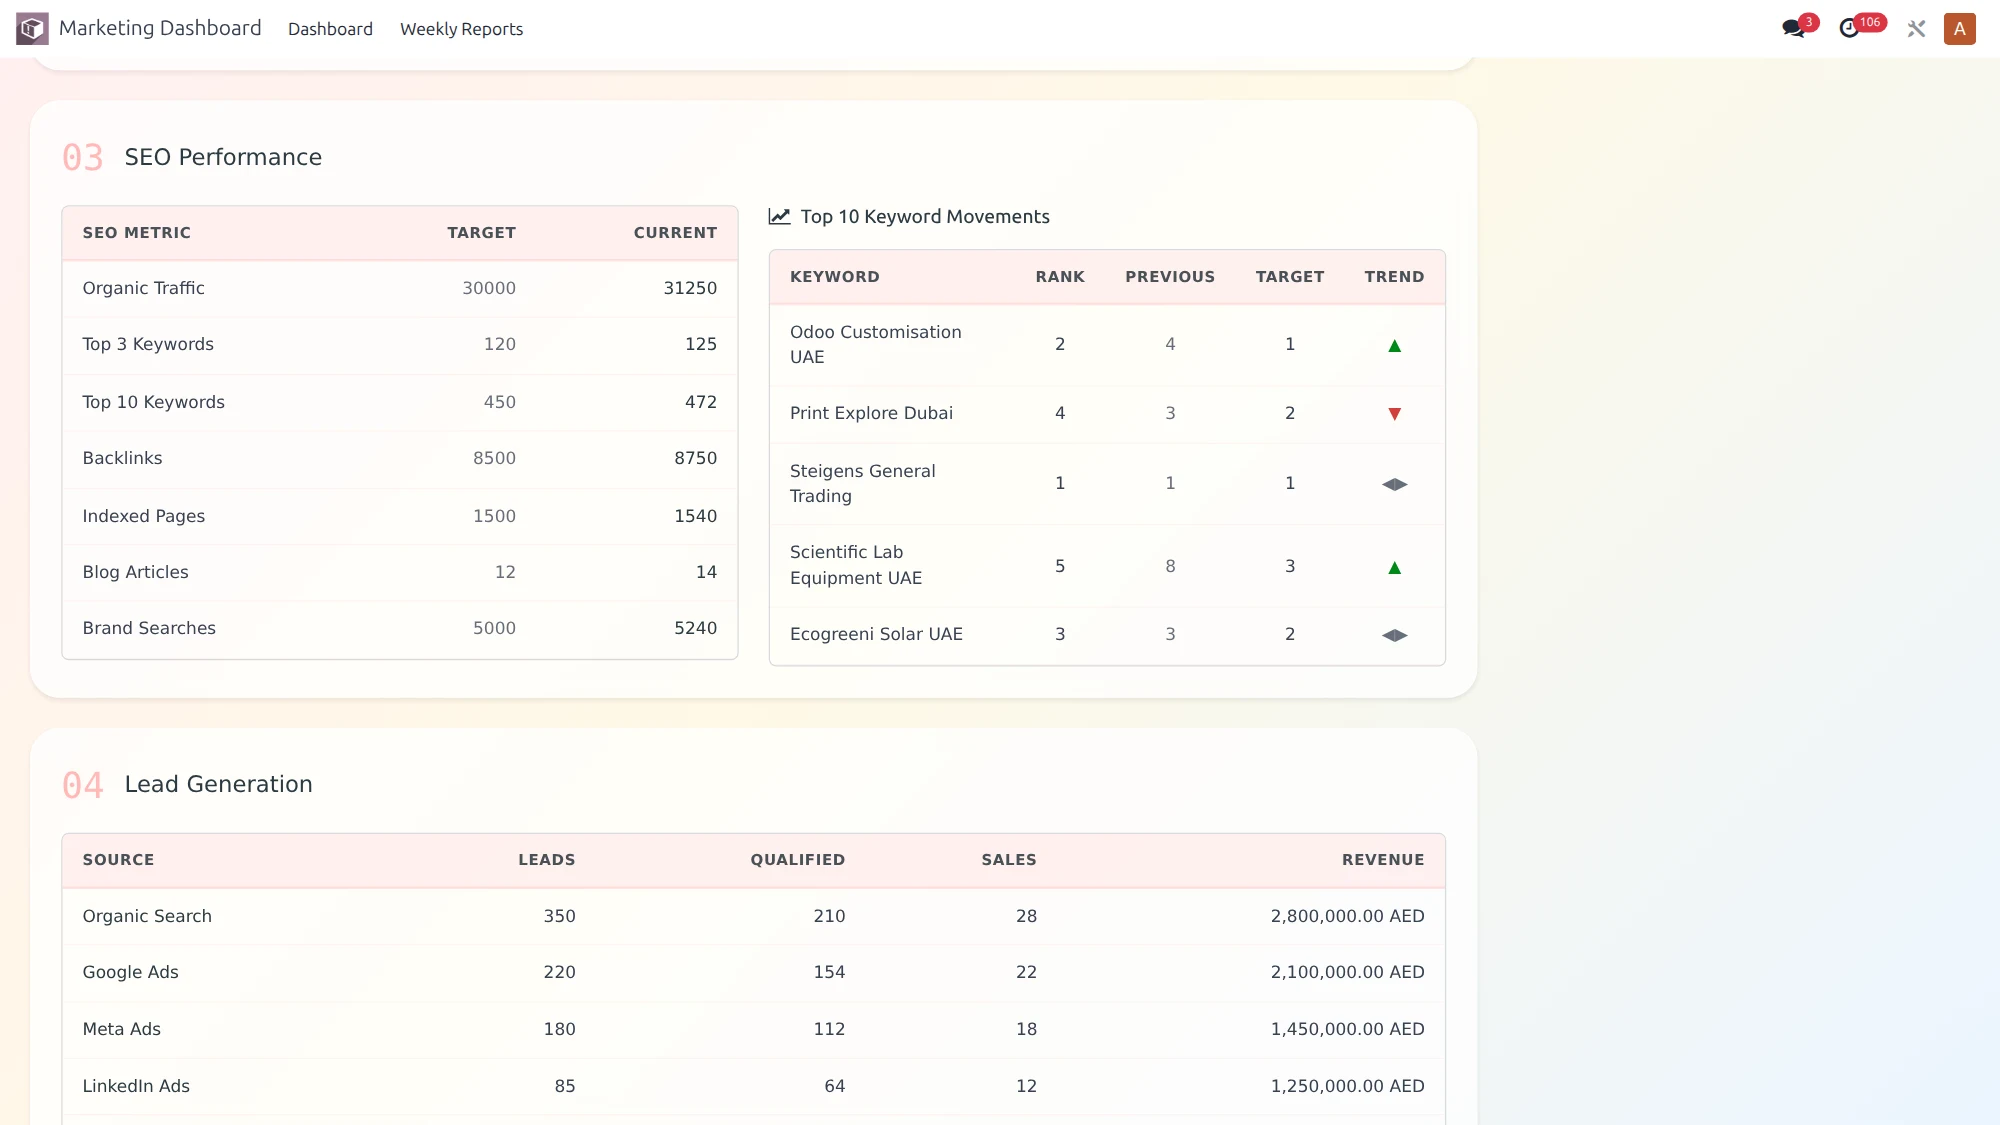 Marketing Dashboard Dashboard Weekly Reports 3 106 A
03 SEO Performance
SEO METRIC TARGET CURRENT
Organic Traffic 30000 31250
Top 3 Keywords 120 125
Top 10 Keywords 450 472
Backlinks 8500 8750
Indexed Pages 1500 1540
Blog Articles 12 14
Brand Searches 5000 5240
Top 10 Keyword Movements
KEYWORD RANK PREVIOUS TARGET TREND
Odoo Customisation
UAE 2 4 1 ▲
Print Explore Dubai 4 3 2 ▼
Steigens General
Trading 1 1 1 ◀▶
Scientific Lab
Equipment UAE 5 8 3 ▲
Ecogreeni Solar UAE 3 3 2 ◀▶
04 Lead Generation
SOURCE LEADS QUALIFIED SALES REVENUE
Organic Search 350 210 28 2,800,000.00 AED
Google Ads 220 154 22 2,100,000.00 AED
Meta Ads 180 112 18 1,450,000.00 AED
LinkedIn Ads 85 64 12 1,250,000.00 AED